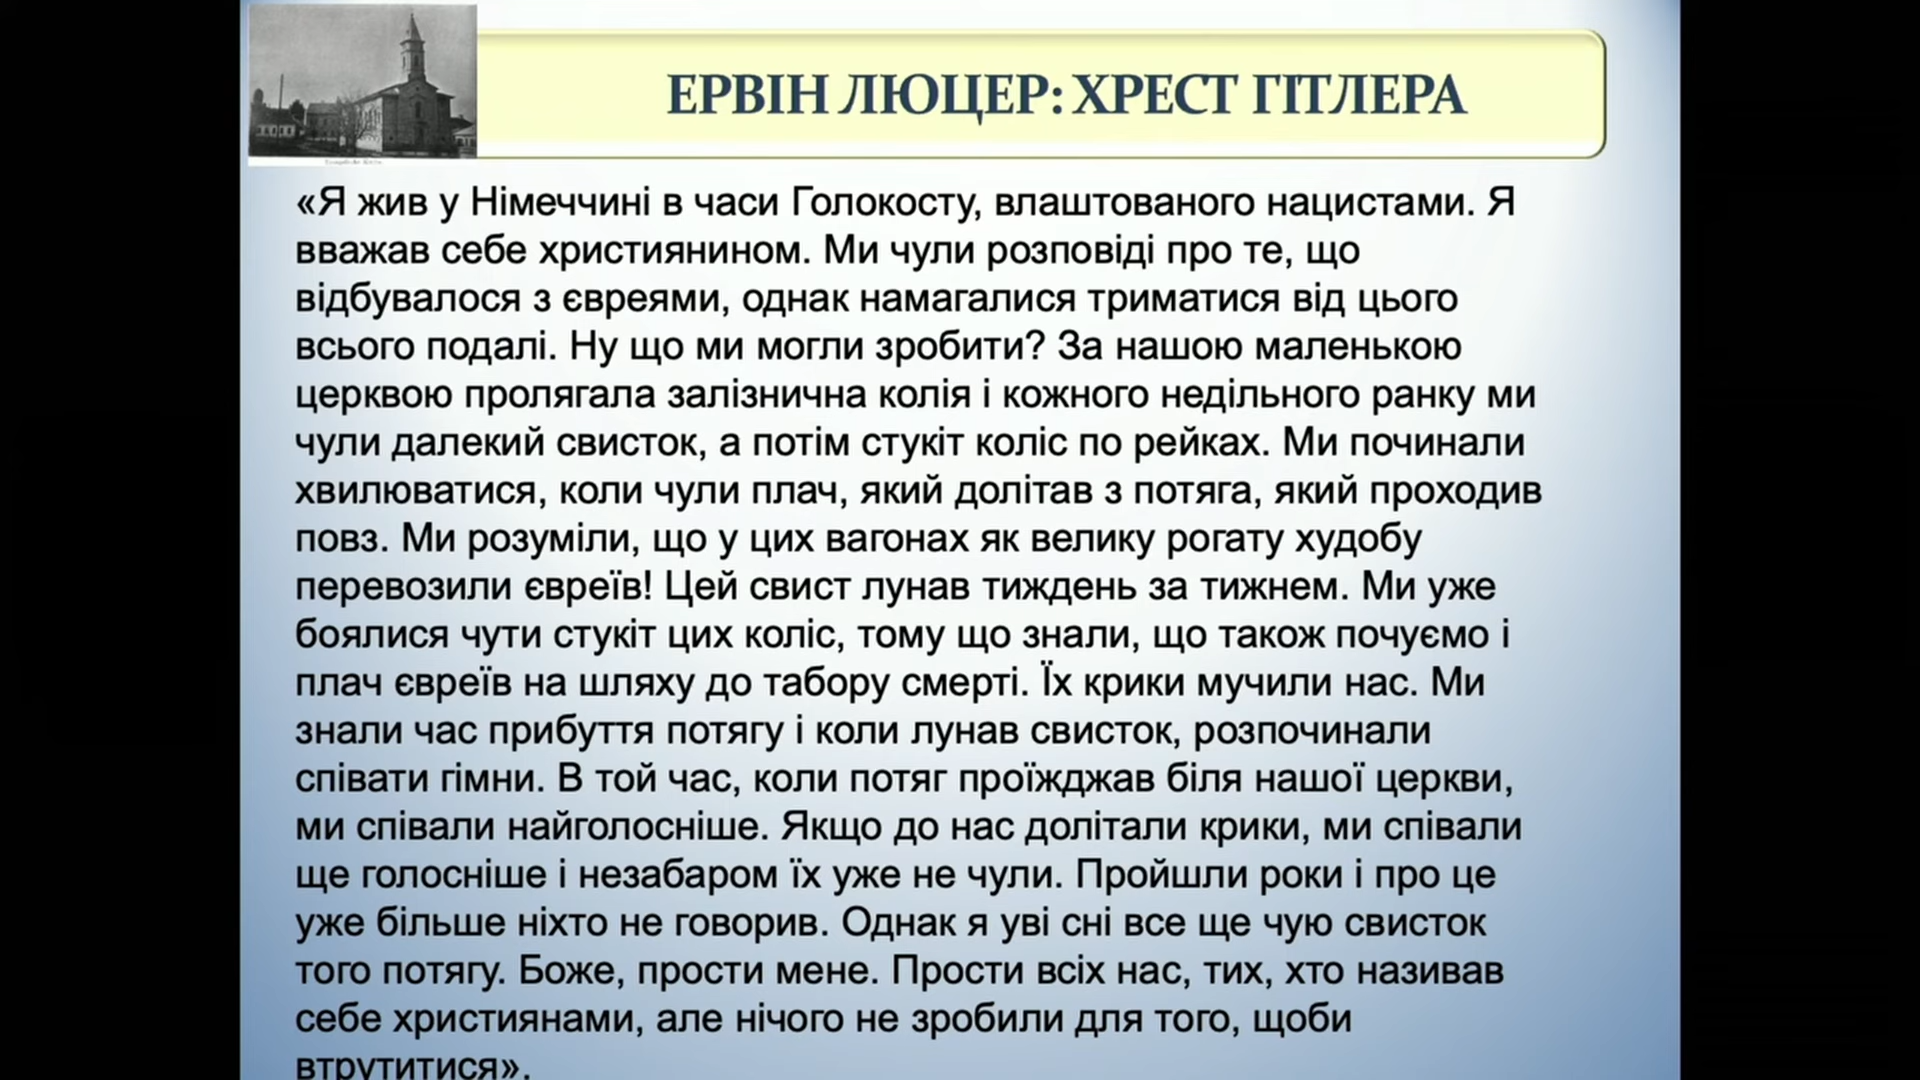 ЕРВІН ЛЮЦЕР: ХРЕСТ ГІТЛЕРА
«Я жив у Німеччині в часи Голокосту, влаштованого нацистами. Я
вважав себе християнином. Ми чули розповіді про те, що
відбувалося з євреями, однак намагалися триматися від цього
всього подалі. Ну що ми могли зробити? За нашою маленькою
церквою пролягала залізнична колія і кожного недільного ранку ми
чули далекий свисток, а потім стукіт коліс по рейках. Ми починали
хвилюватися, коли чули плач, який долітав з потяга, який проходив
повз. Ми розуміли, що у цих вагонах як велику рогату худобу
перевозили євреїв! Цей свист лунав тиждень за тижнем. Ми уже
боялися чути стукіт цих коліс, тому що знали, що також почуємо і
плач євреїв на шляху до табору смерті. Їх крики мучили нас. Ми
знали час прибуття потягу і коли лунав свисток, розпочинали
співати гімни. В той час, коли потяг проїжджав біля нашої церкви,
ми співали найголосніше. Якщо до нас долітали крики, ми співали
ще голосніше і незабаром їх уже не чули. Пройшли роки і про це
уже більше ніхто не говорив. Однак я уві сні все ще чую свисток
того потягу. Боже, прости мене. Прости всіх нас, тих, хто називав
себе християнами, але нічого не зробили для того, щоби
втрутитися».